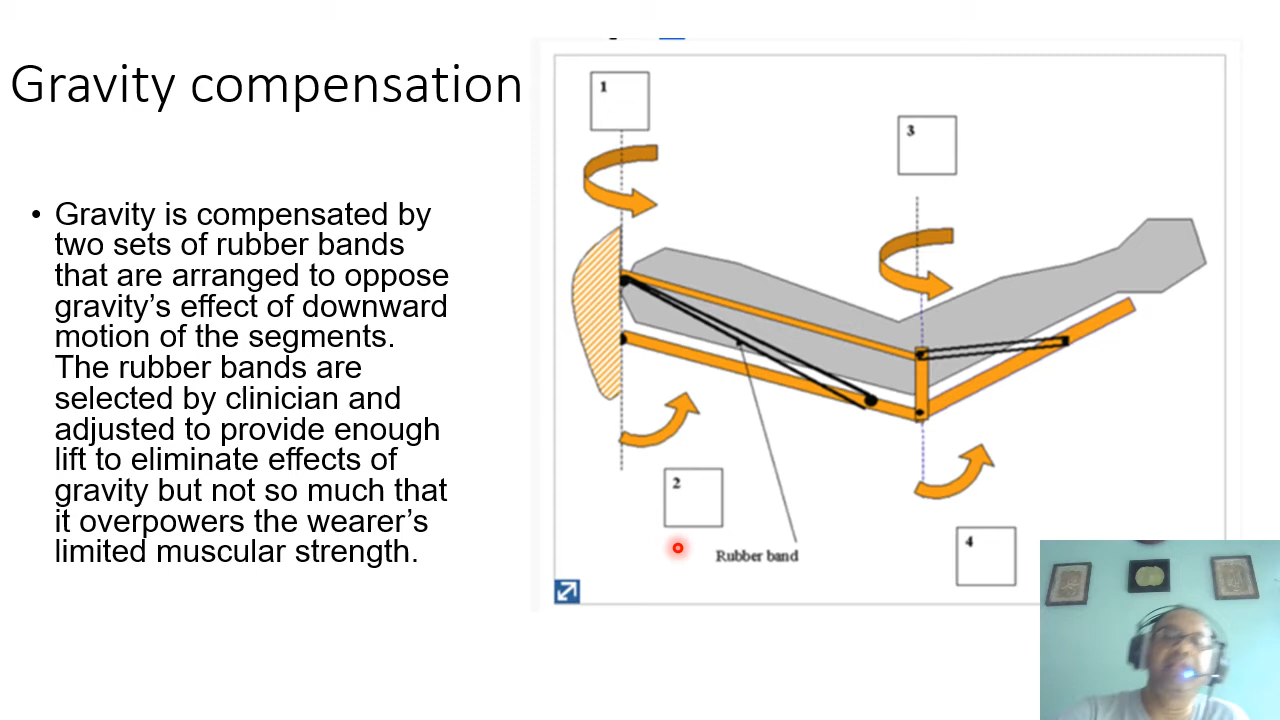 Gravity compensation
• Gravity is compensated by
two sets of rubber bands
that are arranged to oppose
gravity’s effect of downward
motion of the segments.
The rubber bands are
selected by clinician and
adjusted to provide enough
lift to eliminate effects of
gravity but not so much that
it overpowers the wearer’s
limited muscular strength.
1
3
2
Rubber band
4